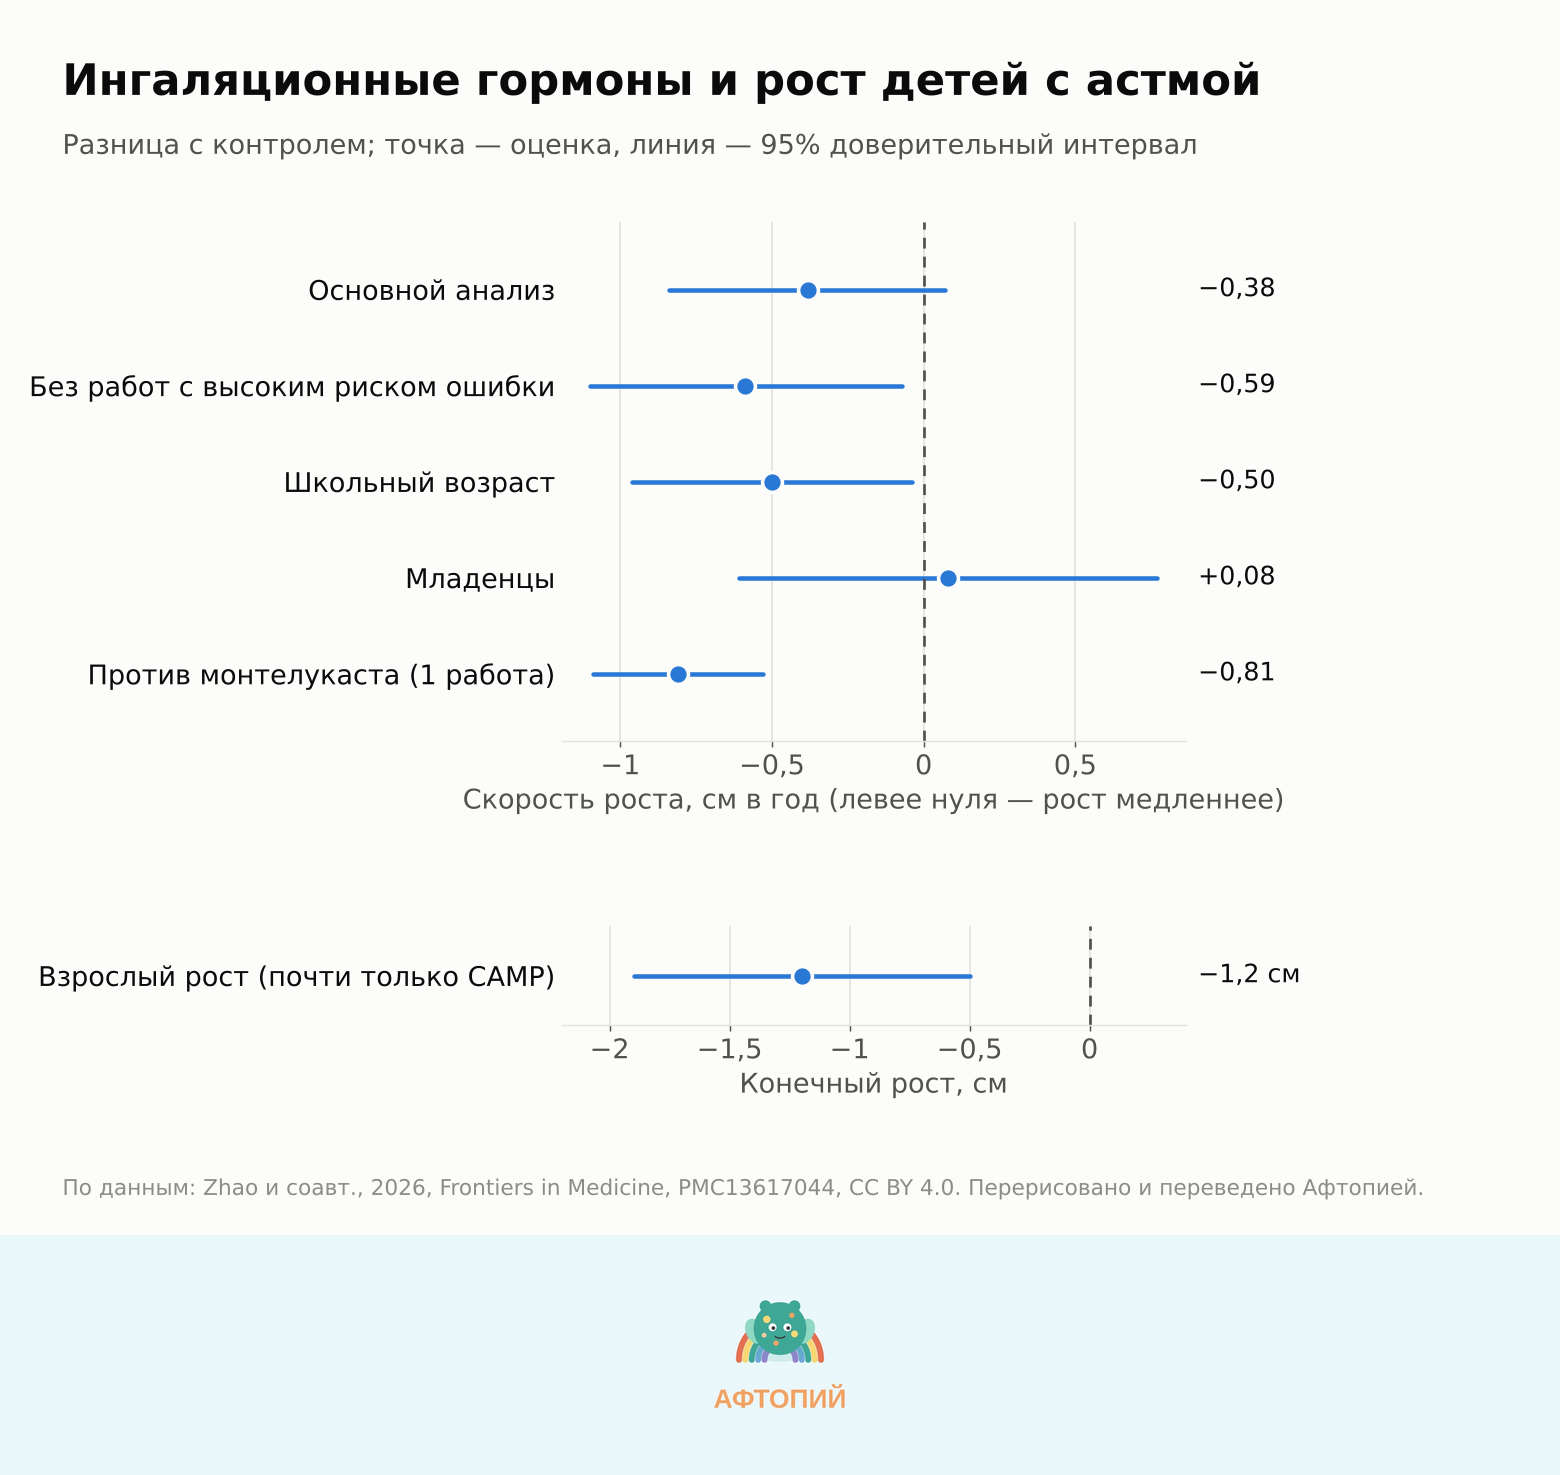 Ингаляционные гормоны и рост детей с астмой
Разница с контролем; точка — оценка, линия — 95% доверительный интервал
Основной анализ −0,38
Без работ с высоким риском ошибки −0,59
Школьный возраст −0,50
Младенцы +0,08
Против монтелукаста (1 работа) −0,81
−1 −0,5 0 0,5
Скорость роста, см в год (левее нуля — рост медленнее)
Взрослый рост (почти только CAMP) −1,2 см
−2 −1,5 −1 −0,5 0
Конечный рост, см
По данным: Zhao и соавт., 2026, Frontiers in Medicine, PMC13617044, CC BY 4.0. Перерисовано и переведено Афтопией.
АФТОПИЙ